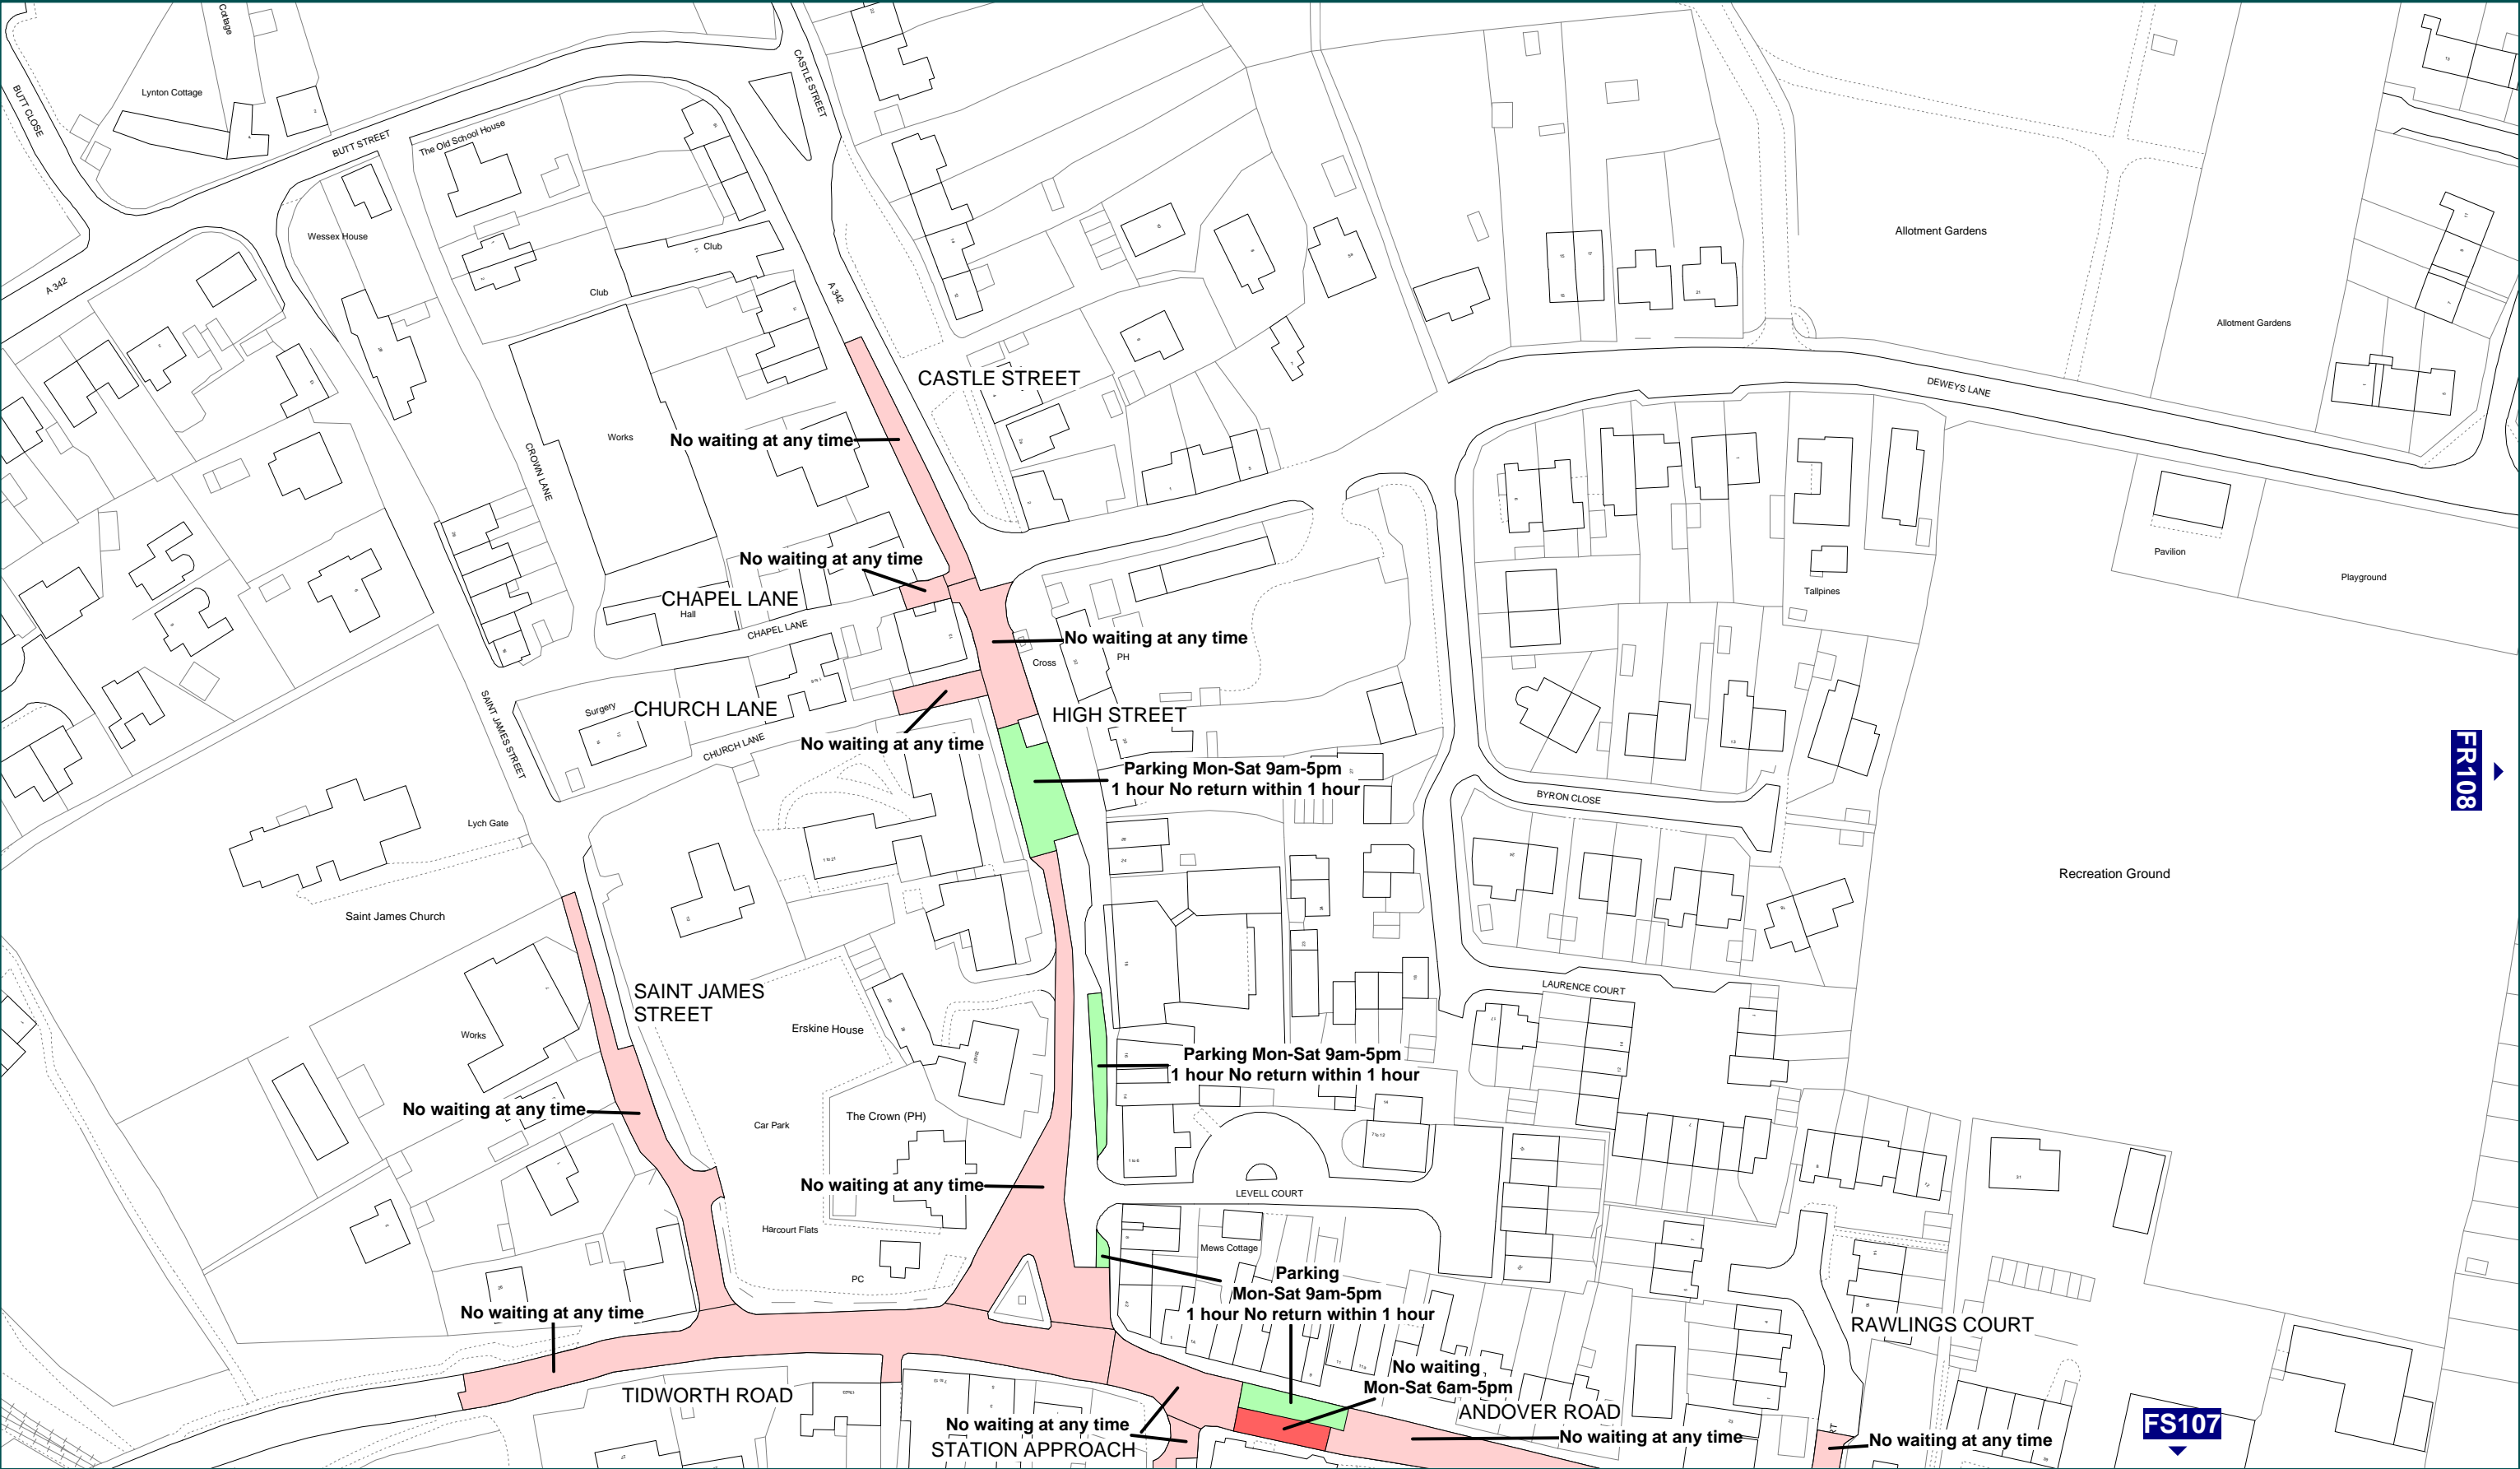 Cottage
Lynton Cottage
BUTT CLOSE
BUTT STREET
The Old School House
CASTLE STREET
Wessex House
A 342
Club
Club
A 342
Allotment Gardens
Allotment Gardens
CASTLE STREET
DEWEYS LANE
Works
No waiting at any time
CROWN LANE
No waiting at any time
CHAPEL LANE
Hall
CHAPEL LANE
No waiting at any time
Cross
PH
Pavilion
Playground
Tallpines
SAINT JAMES STREET
Surgery
CHURCH LANE
CHURCH LANE
No waiting at any time
HIGH STREET
Parking Mon-Sat 9am-5pm
1 hour No return within 1 hour
BYRON CLOSE
FR108
Lych Gate
Saint James Church
Recreation Ground
SAINT JAMES
STREET
Works
Erskine House
LAURENCE COURT
Parking Mon-Sat 9am-5pm
1 hour No return within 1 hour
No waiting at any time
Car Park
The Crown (PH)
No waiting at any time
LEVELL COURT
Harcourt Flats
Mews Cottage
PC
Parking
Mon-Sat 9am-5pm
1 hour No return within 1 hour
No waiting at any time
RAWLINGS COURT
TIDWORTH ROAD
No waiting
Mon-Sat 6am-5pm
ANDOVER ROAD
No waiting at any time
STATION APPROACH
No waiting at any time
No waiting at any time
FS107